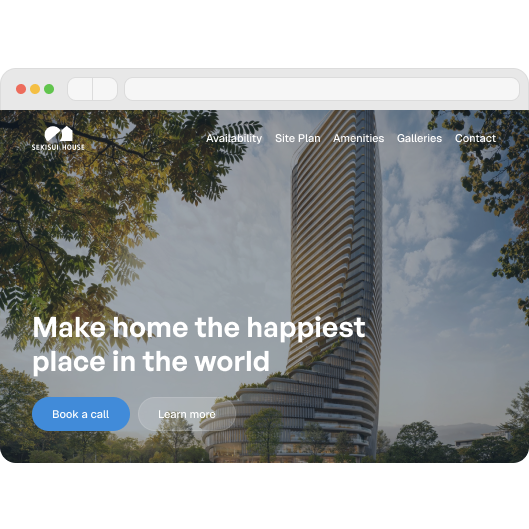 SEKISUI HOUSE
Availability Site Plan Amenities Galleries Contact
Make home the happiest
place in the world
Book a call Learn more